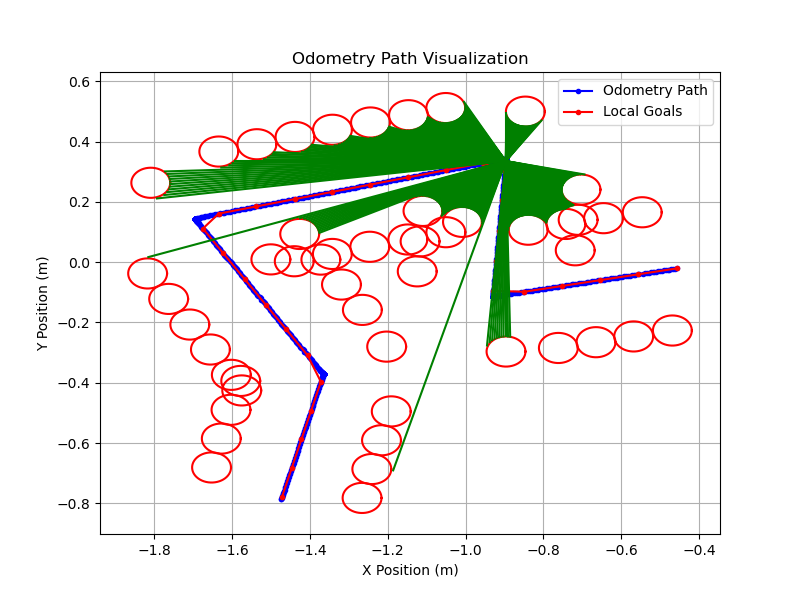 Odometry Path Visualization
Odometry Path
Local Goals
0.6
0.4
0.2
0.0
−0.2
−0.4
−0.6
−0.8
Y Position (m)
−1.8 −1.6 −1.4 −1.2 −1.0 −0.8 −0.6 −0.4
X Position (m)